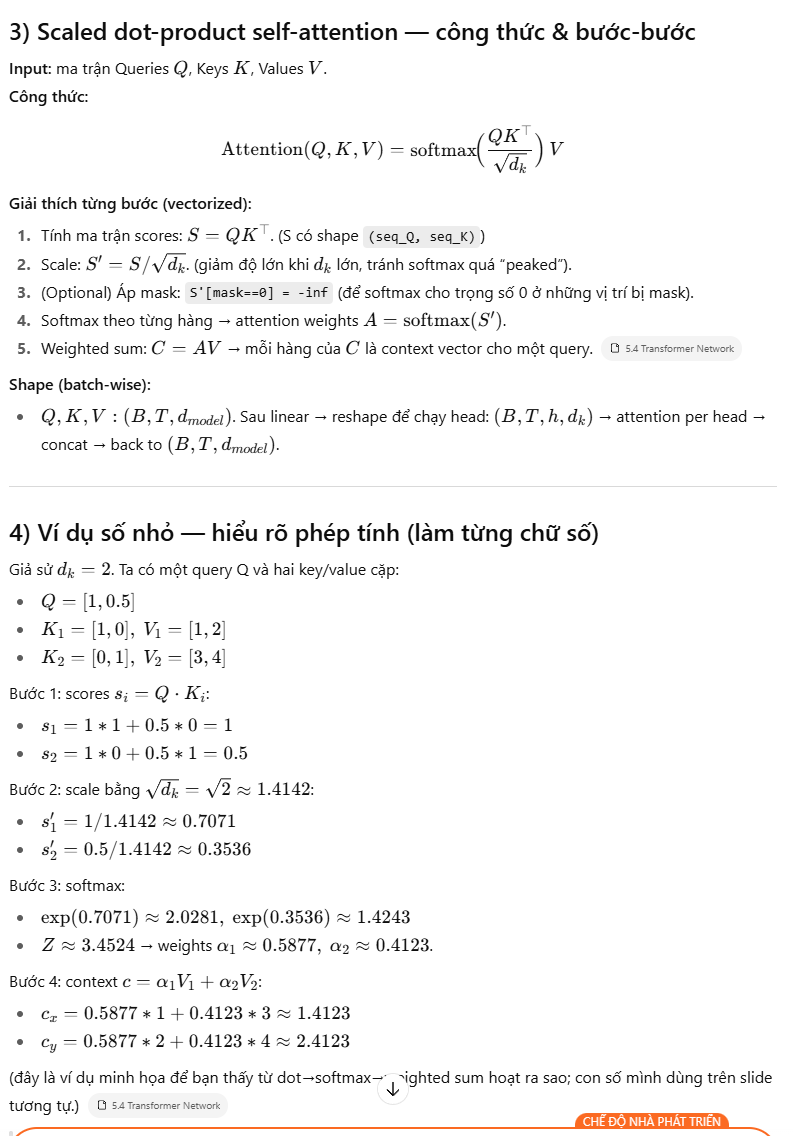 3) Scaled dot-product self-attention — công thức & bước-bước
Input: ma trận Queries Q, Keys K, Values V.
Công thức:
Attention(Q, K, V) = softmax(QK⊤/√d_k) V
Giải thích từng bước (vectorized):
1. Tính ma trận scores: S = QK⊤. (S có shape (seq_Q, seq_K))
2. Scale: S′ = S/√d_k. (giảm độ lớn khi d_k lớn, tránh softmax quá “peaked”).
3. (Optional) Áp mask: S'[mask==0] = -inf (để softmax cho trọng số 0 ở những vị trí bị mask).
4. Softmax theo từng hàng → attention weights A = softmax(S′).
5. Weighted sum: C = AV → mỗi hàng của C là context vector cho một query. 5.4 Transformer Network
Shape (batch-wise):
• Q, K, V : (B, T, d_model). Sau linear → reshape để chạy head: (B, T, h, d_k) → attention per head →
concat → back to (B, T, d_model).
4) Ví dụ số nhỏ — hiểu rõ phép tính (làm từng chữ số)
Giả sử d_k = 2. Ta có một query Q và hai key/value cặp:
• Q = [1, 0.5]
• K₁ = [1, 0], V₁ = [1, 2]
• K₂ = [0, 1], V₂ = [3, 4]
Bước 1: scores s_i = Q · K_i:
• s₁ = 1 * 1 + 0.5 * 0 = 1
• s₂ = 1 * 0 + 0.5 * 1 = 0.5
Bước 2: scale bằng √d_k = √2 ≈ 1.4142:
• s′₁ = 1/1.4142 ≈ 0.7071
• s′₂ = 0.5/1.4142 ≈ 0.3536
Bước 3: softmax:
• exp(0.7071) ≈ 2.0281, exp(0.3536) ≈ 1.4243
• Z ≈ 3.4524 → weights α₁ ≈ 0.5877, α₂ ≈ 0.4123.
Bước 4: context c = α₁V₁ + α₂V₂:
• c_x = 0.5877 * 1 + 0.4123 * 3 ≈ 1.4123
• c_y = 0.5877 * 2 + 0.4123 * 4 ≈ 2.4123
(đây là ví dụ minh họa để bạn thấy từ dot→softmax→ sum hoạt ra sao; con số mình dùng trên slide
tương tự.) 5.4 Transformer Network
CHẾ ĐỘ NHÀ PHÁT TRIỂN